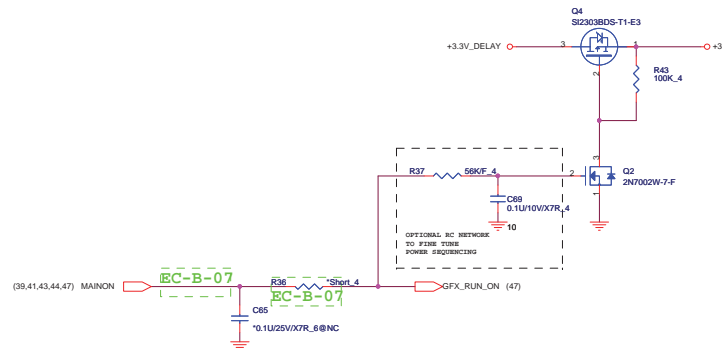 Q4
SI2303BDS-T1-E3
+3.3V_DELAY
3
1
+3
2
R43
100K_4
R37
56K/F_4
3
2
Q2
2N7002W-7-F
1
C69
0.1U/10V/X7R_4
10
OPTIONAL RC NETWORK
TO FINE TUNE
POWER SEQUENCING
EC-B-07
R36
*Short_4
(39,41,43,44,47) MAINON
GFX_RUN_ON (47)
EC-B-07
C65
*0.1U/25V/X7R_6@NC